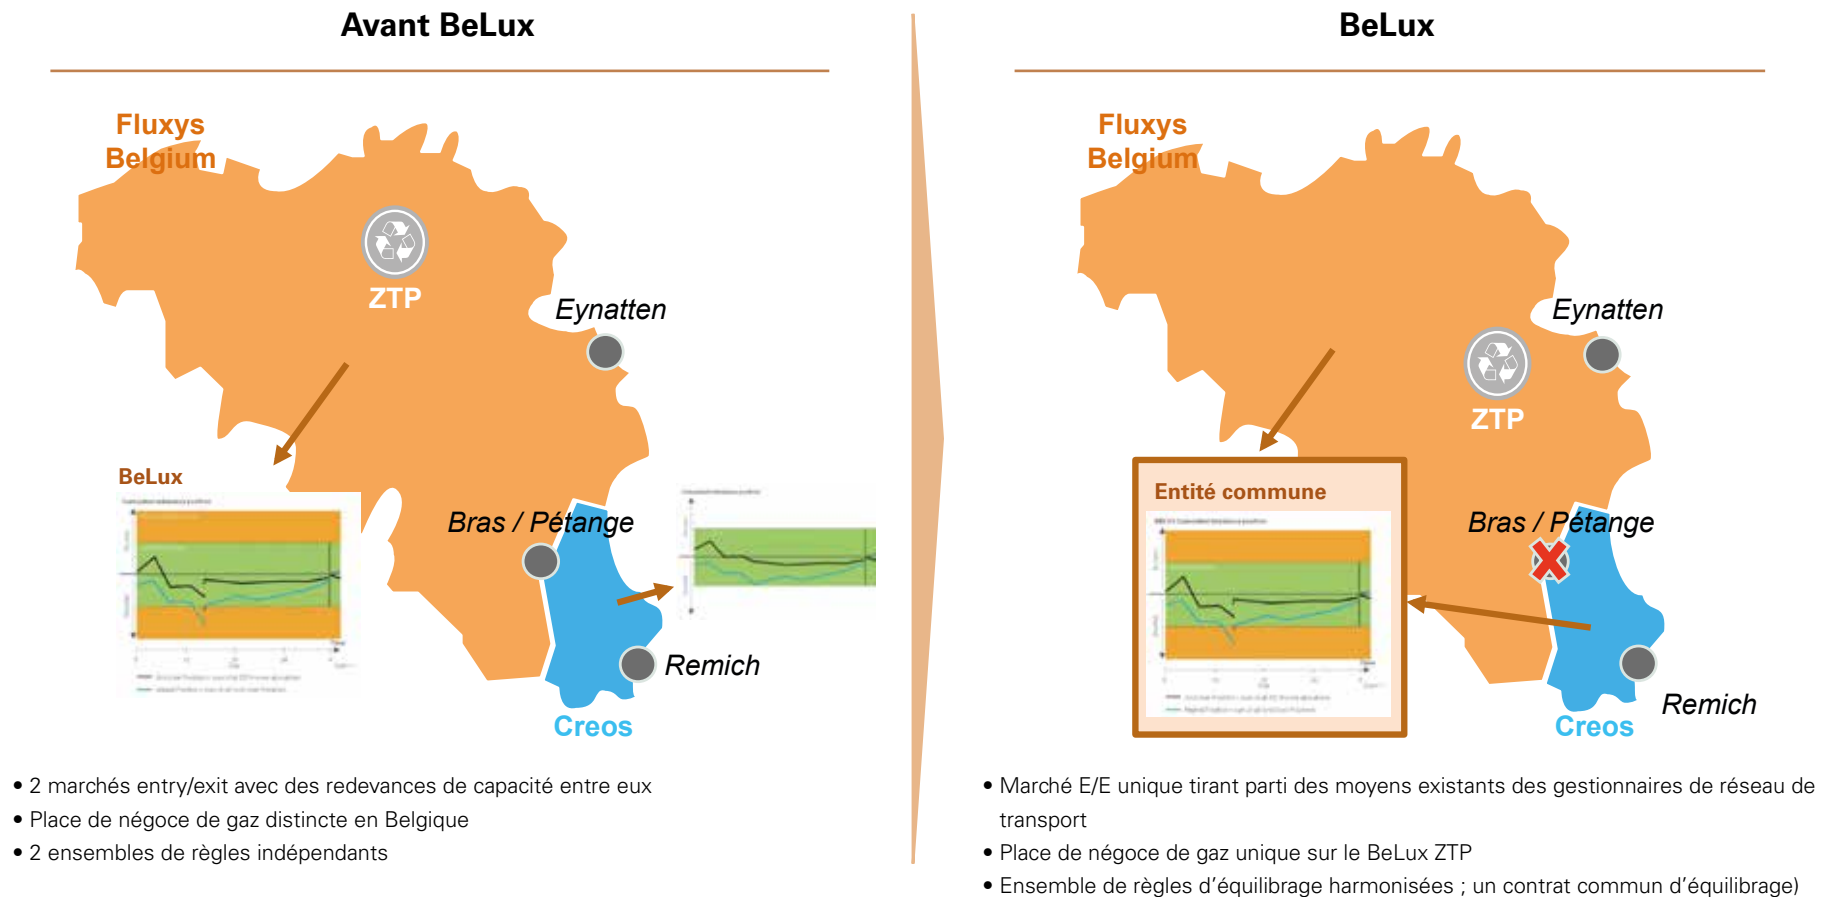 Avant BeLux
Fluxys
Belgium
ZTP
Eynatten
BeLux
Bras / Pétange
Remich
Creos
• 2 marchés entry/exit avec des redevances de capacité entre eux
• Place de négoce de gaz distincte en Belgique
• 2 ensembles de règles indépendants
BeLux
Fluxys
Belgium
Eynatten
ZTP
Entité commune
Bras / Pétange
Remich
Creos
• Marché E/E unique tirant parti des moyens existants des gestionnaires de réseau de
transport
• Place de négoce de gaz unique sur le BeLux ZTP
• Ensemble de règles d’équilibrage harmonisées ; un contrat commun d’équilibrage)